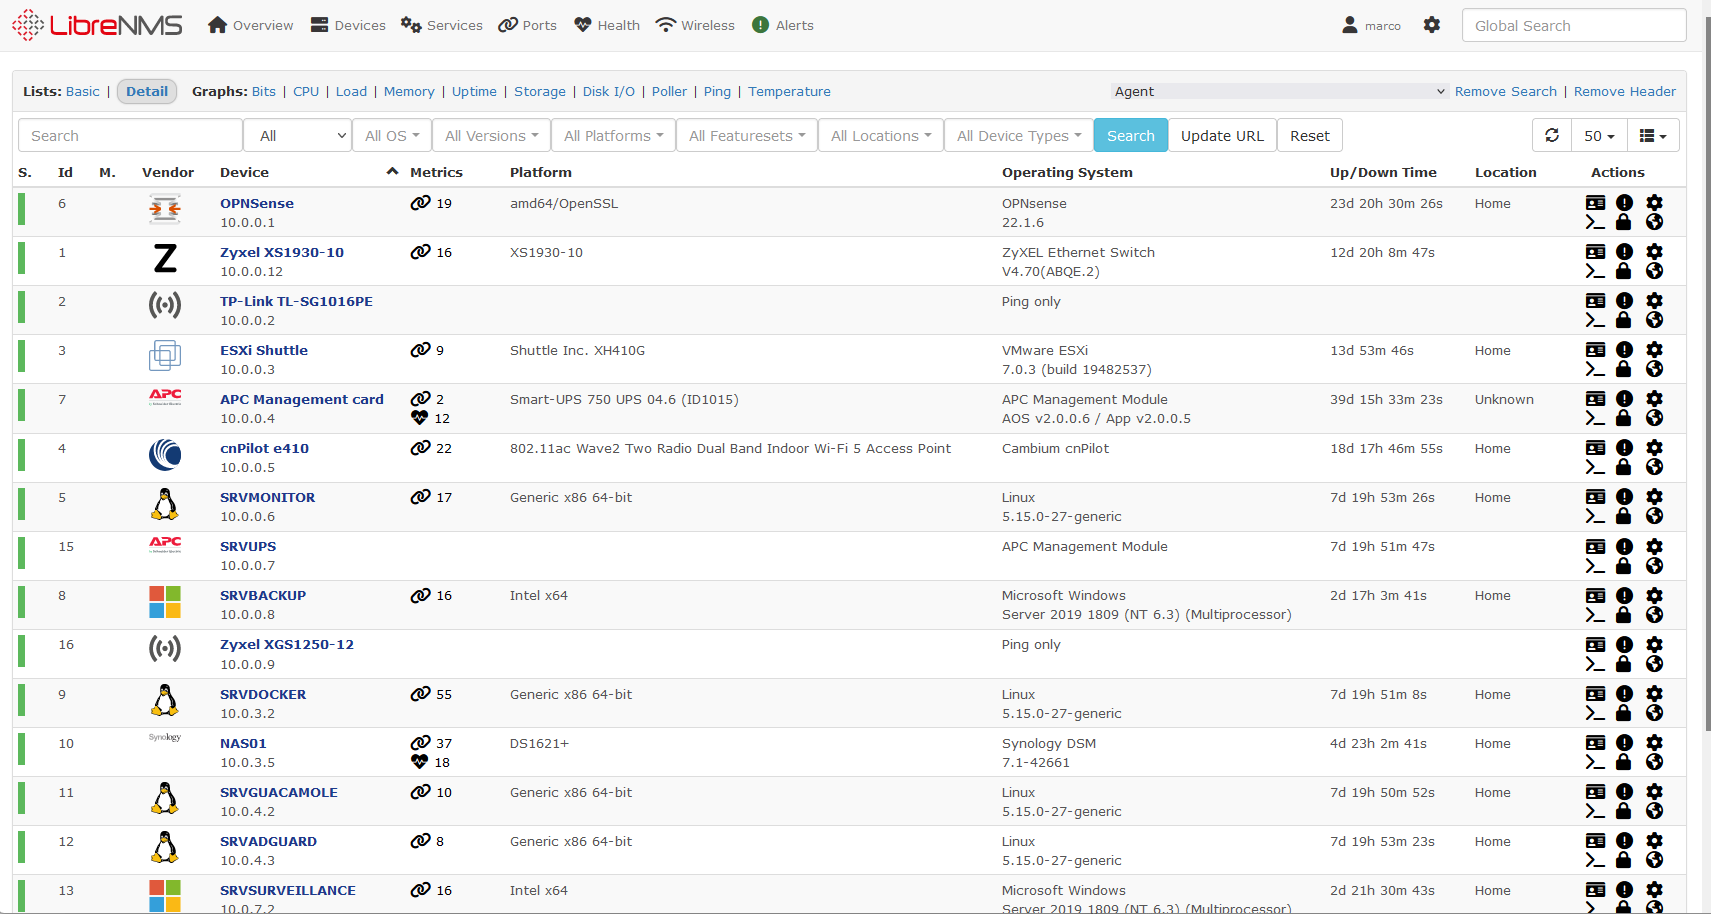 LibreNMS Overview Devices Services Ports Health Wireless Alerts marco Global Search
Lists: Basic | Detail Graphs: Bits | CPU | Load | Memory | Uptime | Storage | Disk I/O | Poller | Ping | Temperature Agent Remove Search | Remove Header
Search All All OS All Versions All Platforms All Featuresets All Locations All Device Types Search Update URL Reset 50
S. Id M. Vendor Device Metrics Platform Operating System Up/Down Time Location Actions
6 OPNSense 19 amd64/OpenSSL OPNsense 23d 20h 30m 26s Home
10.0.0.1 22.1.6
1 Z Zyxel XS1930-10 16 XS1930-10 ZyXEL Ethernet Switch 12d 20h 8m 47s
10.0.0.12 V4.70(ABQE.2)
2 TP-Link TL-SG1016PE Ping only
10.0.0.2
3 ESXi Shuttle 9 Shuttle Inc. XH410G VMware ESXi 13d 53m 46s Home
10.0.0.3 7.0.3 (build 19482537)
7 APC APC Management card 2 Smart-UPS 750 UPS 04.6 (ID1015) APC Management Module 39d 15h 33m 23s Unknown
10.0.0.4 12 AOS v2.0.0.6 / App v2.0.0.5
4 cnPilot e410 22 802.11ac Wave2 Two Radio Dual Band Indoor Wi-Fi 5 Access Point Cambium cnPilot 18d 17h 46m 55s Home
10.0.0.5
5 SRVMONITOR 17 Generic x86 64-bit Linux 7d 19h 53m 26s Home
10.0.0.6 5.15.0-27-generic
15 APC SRVUPS APC Management Module 7d 19h 51m 47s
10.0.0.7
8 SRVBACKUP 16 Intel x64 Microsoft Windows 2d 17h 3m 41s Home
10.0.0.8 Server 2019 1809 (NT 6.3) (Multiprocessor)
16 Zyxel XGS1250-12 Ping only
10.0.0.9
9 SRVDOCKER 55 Generic x86 64-bit Linux 7d 19h 51m 8s Home
10.0.3.2 5.15.0-27-generic
10 Synology NAS01 37 DS1621+ Synology DSM 4d 23h 2m 41s Home
10.0.3.5 18 7.1-42661
11 SRVGUACAMOLE 10 Generic x86 64-bit Linux 7d 19h 50m 52s Home
10.0.4.2 5.15.0-27-generic
12 SRVADGUARD 8 Generic x86 64-bit Linux 7d 19h 53m 23s Home
10.0.4.3 5.15.0-27-generic
13 SRVSURVEILLANCE 16 Intel x64 Microsoft Windows 2d 21h 30m 43s Home
10.0.7.2 Server 2019 1809 (NT 6.3) (Multiprocessor)